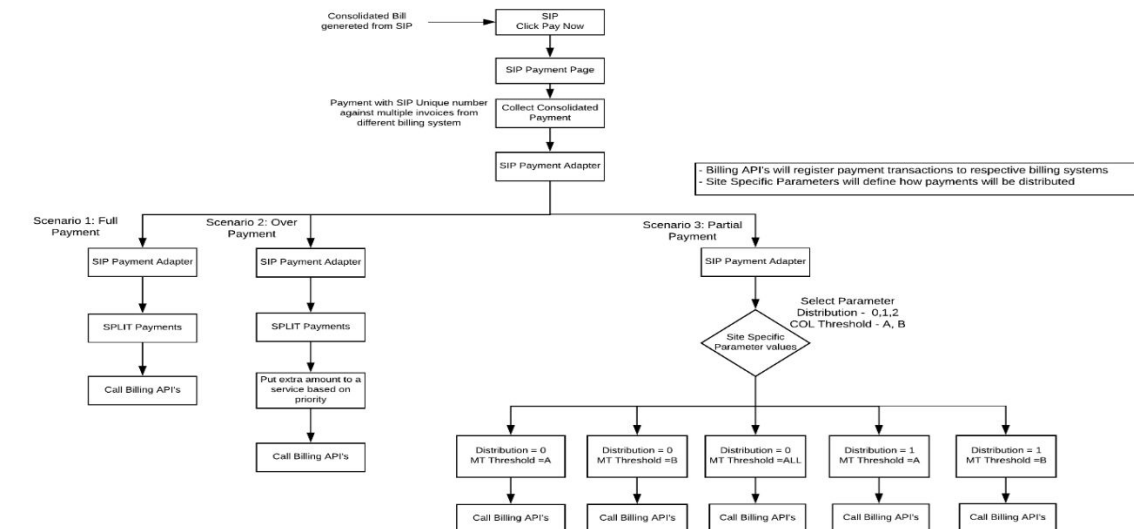 Consolidated Bill
genereted from SIP
SIP
Click Pay Now
SIP Payment Page
Payment with SIP Unique number
against multiple invoices from
different billing system
Collect Consolidated
Payment
SIP Payment Adapter
- Billing API's will register payment transactions to respective billing systems
- Site Specific Parameters will define how payments will be distributed
Scenario 1: Full
Payment
Scenario 2: Over
Payment
Scenario 3: Partial
Payment
SIP Payment Adapter
SIP Payment Adapter
SIP Payment Adapter
SPLIT Payments
SPLIT Payments
Select Parameter
Distribution - 0,1,2
COL Threshold - A, B
Site Specific
Parameter values
Call Billing API's
Put extra amount to a
service based on
priority
Call Billing API's
Distribution = 0
MT Threshold =A
Distribution = 0
MT Threshold =B
Distribution = 0
MT Threshold =ALL
Distribution = 1
MT Threshold =A
Distribution = 1
MT Threshold =B
Call Billing API's
Call Billing API's
Call Billing API's
Call Billing API's
Call Billing API's